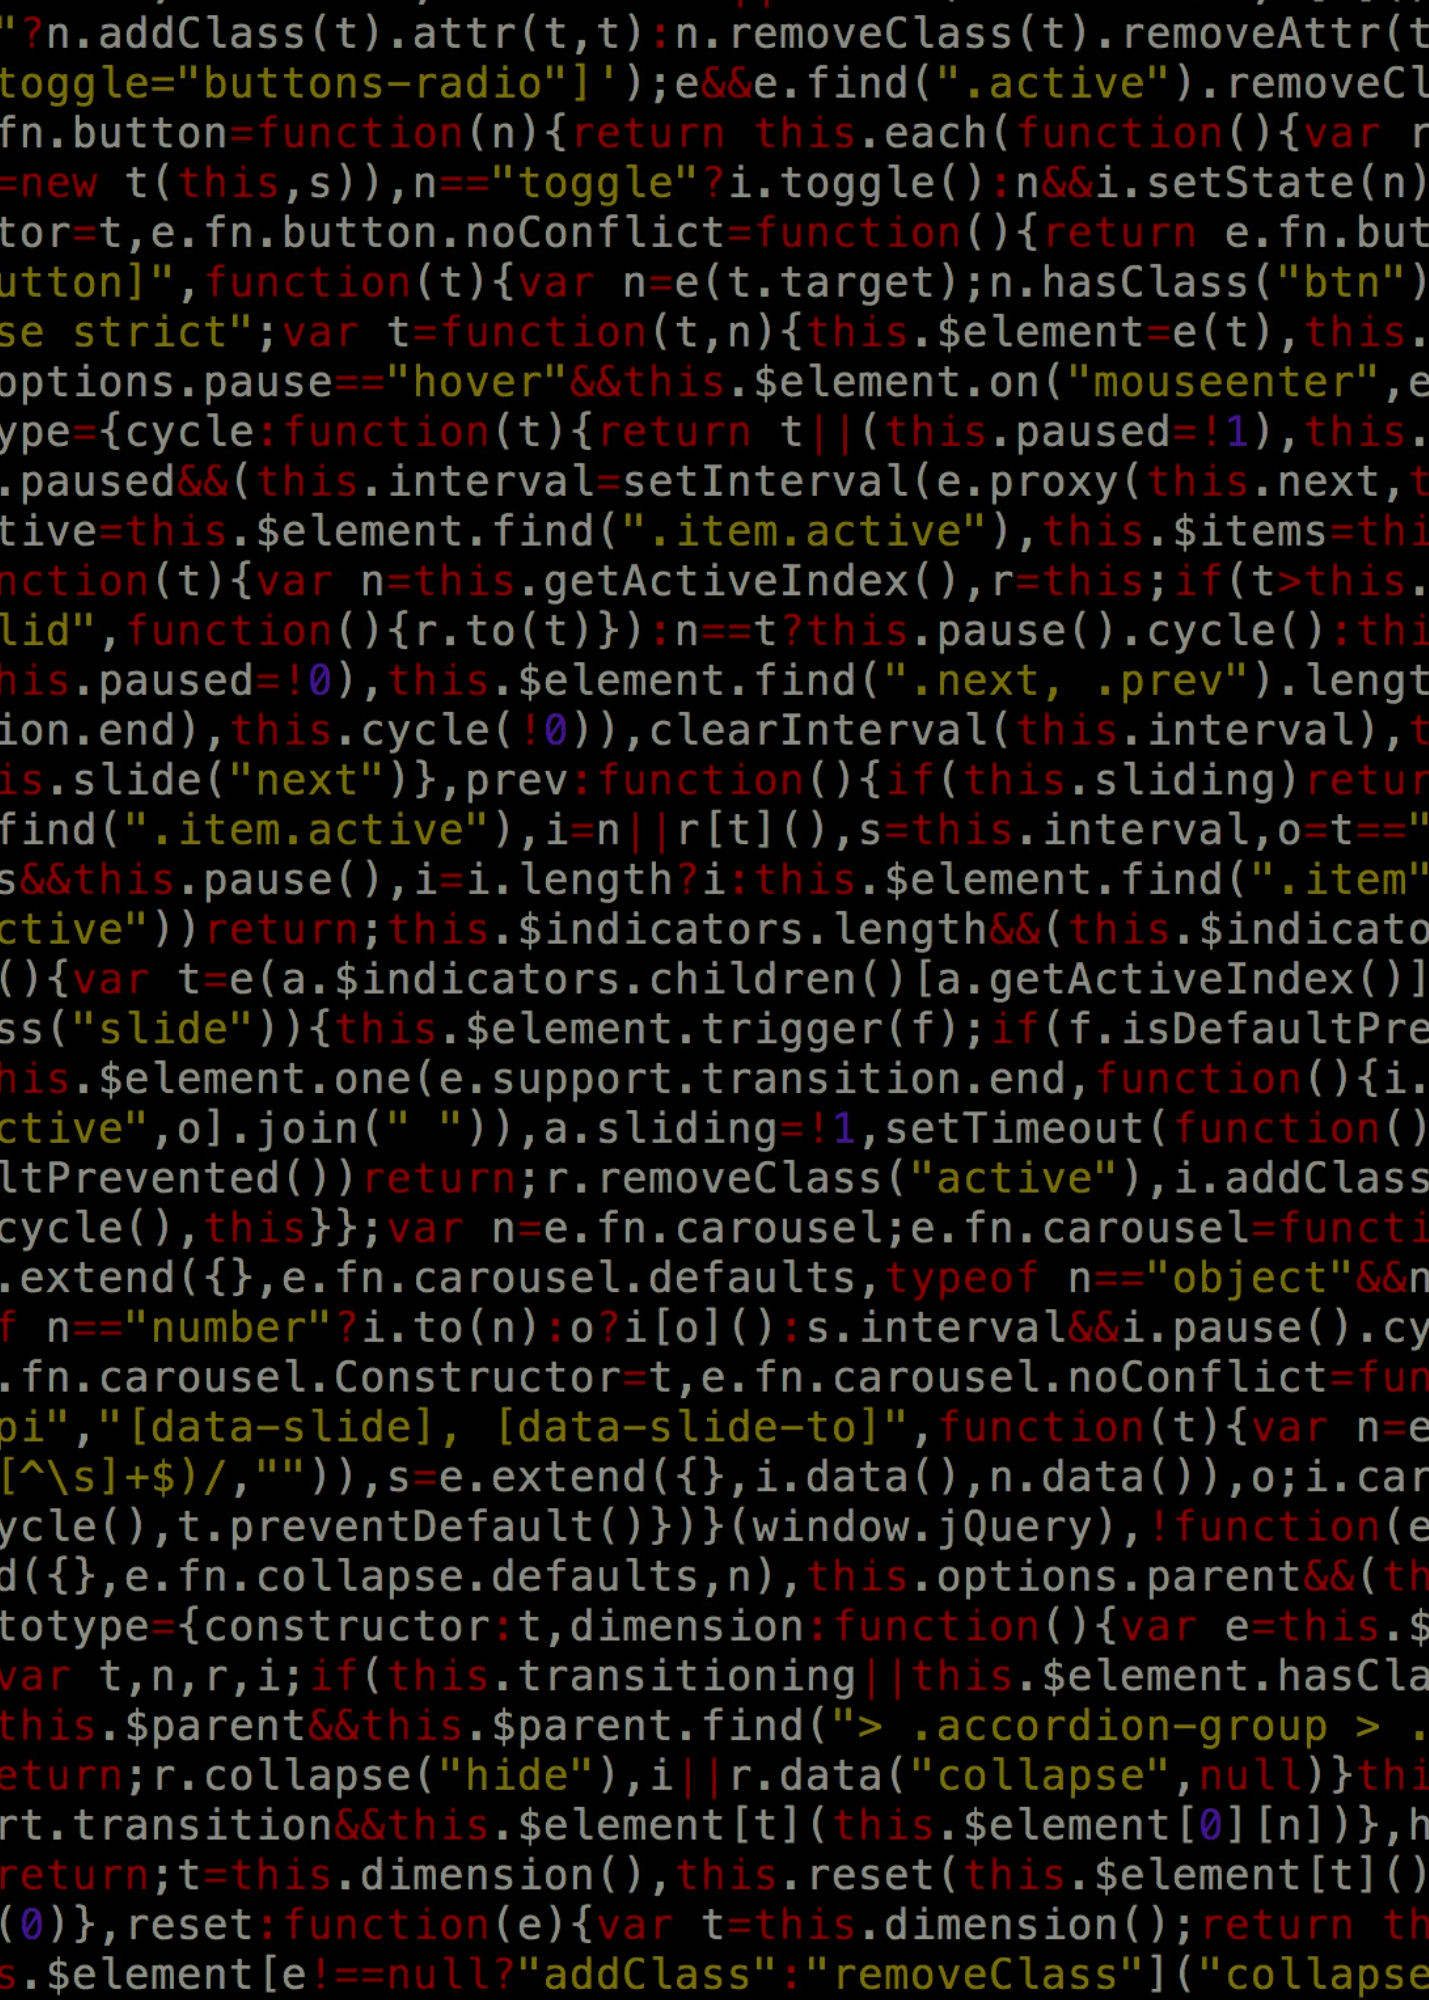 "?n.addClass(t).attr(t,t):n.removeClass(t).removeAttr(t
toggle="buttons-radio"]');e&&e.find(".active").removeCl
fn.button=function(n){return this.each(function(){var r
=new t(this,s)),n=="toggle"?i.toggle():n&&i.setState(n)
tor=t,e.fn.button.noConflict=function(){return e.fn.but
utton]",function(t){var n=e(t.target);n.hasClass("btn")
se strict";var t=function(t,n){this.$element=e(t),this.
options.pause=="hover"&&this.$element.on("mouseenter",e
ype={cycle:function(t){return t||(this.paused=!1),this.
.paused&&(this.interval=setInterval(e.proxy(this.next,t
tive=this.$element.find(".item.active"),this.$items=thi
nction(t){var n=this.getActiveIndex(),r=this;if(t>this.
lid",function(){r.to(t)}):n==t?this.pause().cycle():thi
his.paused=!0),this.$element.find(".next, .prev").lengt
ion.end),this.cycle(!0)),clearInterval(this.interval),t
is.slide("next")},prev:function(){if(this.sliding)retur
find(".item.active"),i=n||r[t](),s=this.interval,o=t=="
s&&this.pause(),i=i.length?i:this.$element.find(".item"
ctive"))return;this.$indicators.length&&(this.$indicato
(){var t=e(a.$indicators.children()[a.getActiveIndex()]
ss("slide")){this.$element.trigger(f);if(f.isDefaultPre
his.$element.one(e.support.transition.end,function(){i.
ctive",o].join(" ")),a.sliding=!1,setTimeout(function()
ltPrevented())return;r.removeClass("active"),i.addClass
cycle(),this}};var n=e.fn.carousel;e.fn.carousel=functi
.extend({},e.fn.carousel.defaults,typeof n=="object"&&n
f n=="number"?i.to(n):o?i[o]():s.interval&&i.pause().cy
.fn.carousel.Constructor=t,e.fn.carousel.noConflict=fun
pi","[data-slide], [data-slide-to]",function(t){var n=e
[^\s]+$)/,"")),s=e.extend({},i.data(),n.data()),o;i.car
ycle(),t.preventDefault()})}(window.jQuery),!function(e
d({},e.fn.collapse.defaults,n),this.options.parent&&(th
totype={constructor:t,dimension:function(){var e=this.$
var t,n,r,i;if(this.transitioning||this.$element.hasCla
this.$parent&&this.$parent.find("> .accordion-group > .
eturn;r.collapse("hide"),i||r.data("collapse",null)}thi
rt.transition&&this.$element[t](this.$element[0][n])},h
return;t=this.dimension(),this.reset(this.$element[t]()
(0)},reset:function(e){var t=this.dimension();return th
s.$element[e!==null?"addClass":"removeClass"]("collapse